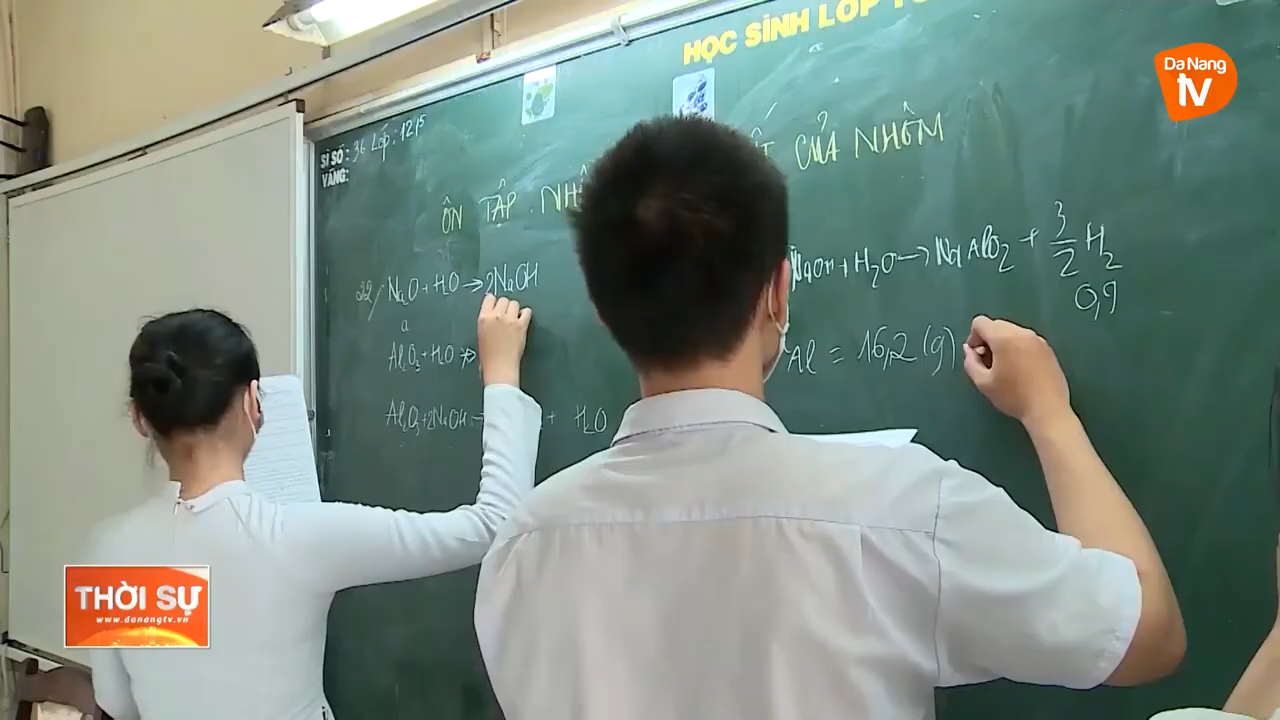 HỌC SINH LỚP
Da Nang
tv
SĨ SỐ: 36 Lớp: 12/5
VẮNG:
ÔN TẬP. NHÔ
CỦA NHÔM
22/ Na2O + H2O → 2NaOH
a
Al2O3 + H2O ↛
Al2O3 + 2NaOH → + H2O
NaOH + H2O → NaAlO2 + 3/2 H2
0,9
Al = 16,2 (g)
THỜI SỰ
www.danangtv.vn